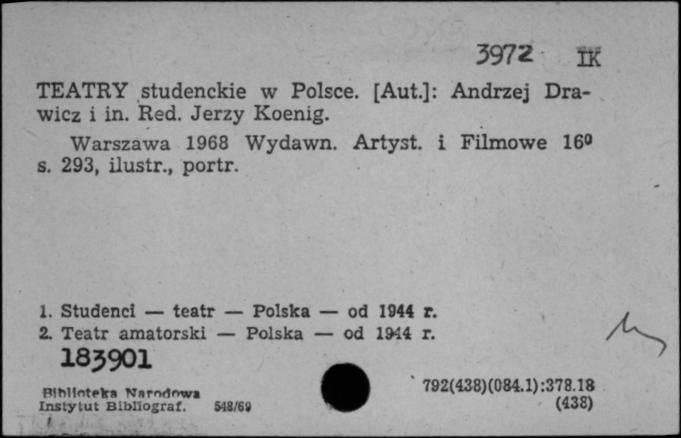 3972 IK
TEATRY studenckie w Polsce. [Aut.]: Andrzej Dra-
wicz i in. Red. Jerzy Koenig.
Warszawa 1968 Wydawn. Artyst. i Filmowe 16⁰
s. 293, ilustr., portr.
1. Studenci — teatr — Polska — od 1944 r.
2. Teatr amatorski — Polska — od 1944 r.
183901
Biblioteka Narodowa
Instytut Bibliograf. 548/69
792(438)(084.1):378.18
(438)